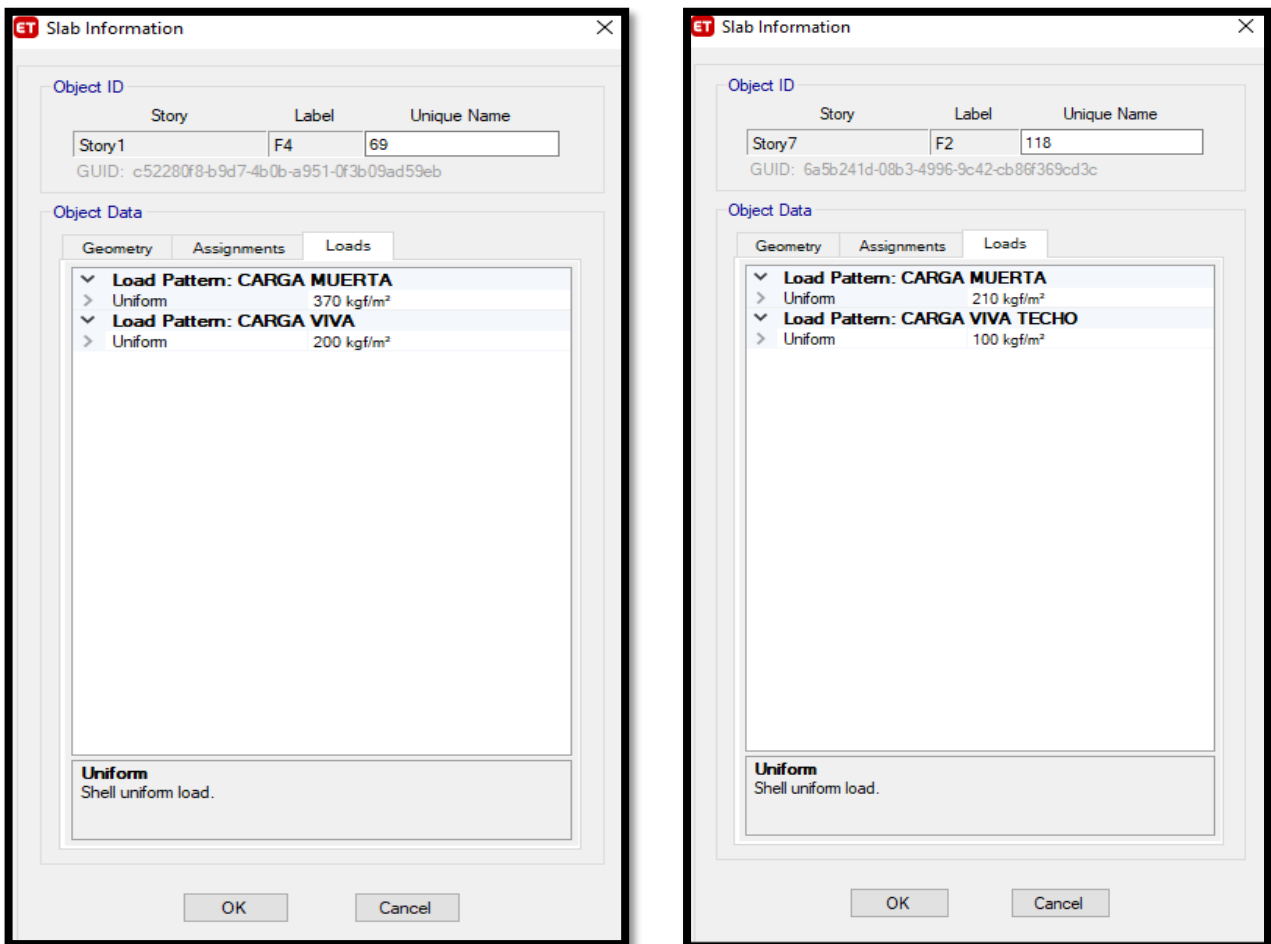 ET Slab Information
Object ID
Story Label Unique Name
Story1 F4 69
GUID: c52280f8-b9d7-4b0b-a951-0f3b09ad59eb
Object Data
Geometry Assignments Loads
Load Pattern: CARGA MUERTA
Uniform 370 kgf/m²
Load Pattern: CARGA VIVA
Uniform 200 kgf/m²
Uniform
Shell uniform load.
OK Cancel
ET Slab Information
Object ID
Story Label Unique Name
Story7 F2 118
GUID: 6a5b241d-08b3-4996-9c42-cb86f369cd3c
Object Data
Geometry Assignments Loads
Load Pattern: CARGA MUERTA
Uniform 210 kgf/m²
Load Pattern: CARGA VIVA TECHO
Uniform 100 kgf/m²
Uniform
Shell uniform load.
OK Cancel